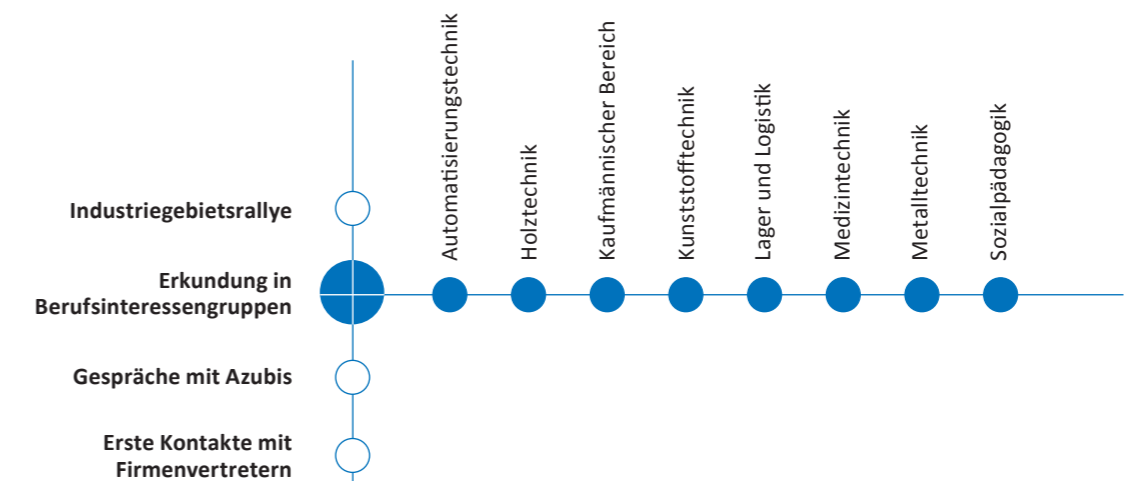 Automatisierungstechnik
Holztechnik
Kaufmännischer Bereich
Kunststofftechnik
Lager und Logistik
Medizintechnik
Metalltechnik
Sozialpädagogik
Industriegebietsrallye
Erkundung in
Berufsinteressengruppen
Gespräche mit Azubis
Erste Kontakte mit
Firmenvertretern